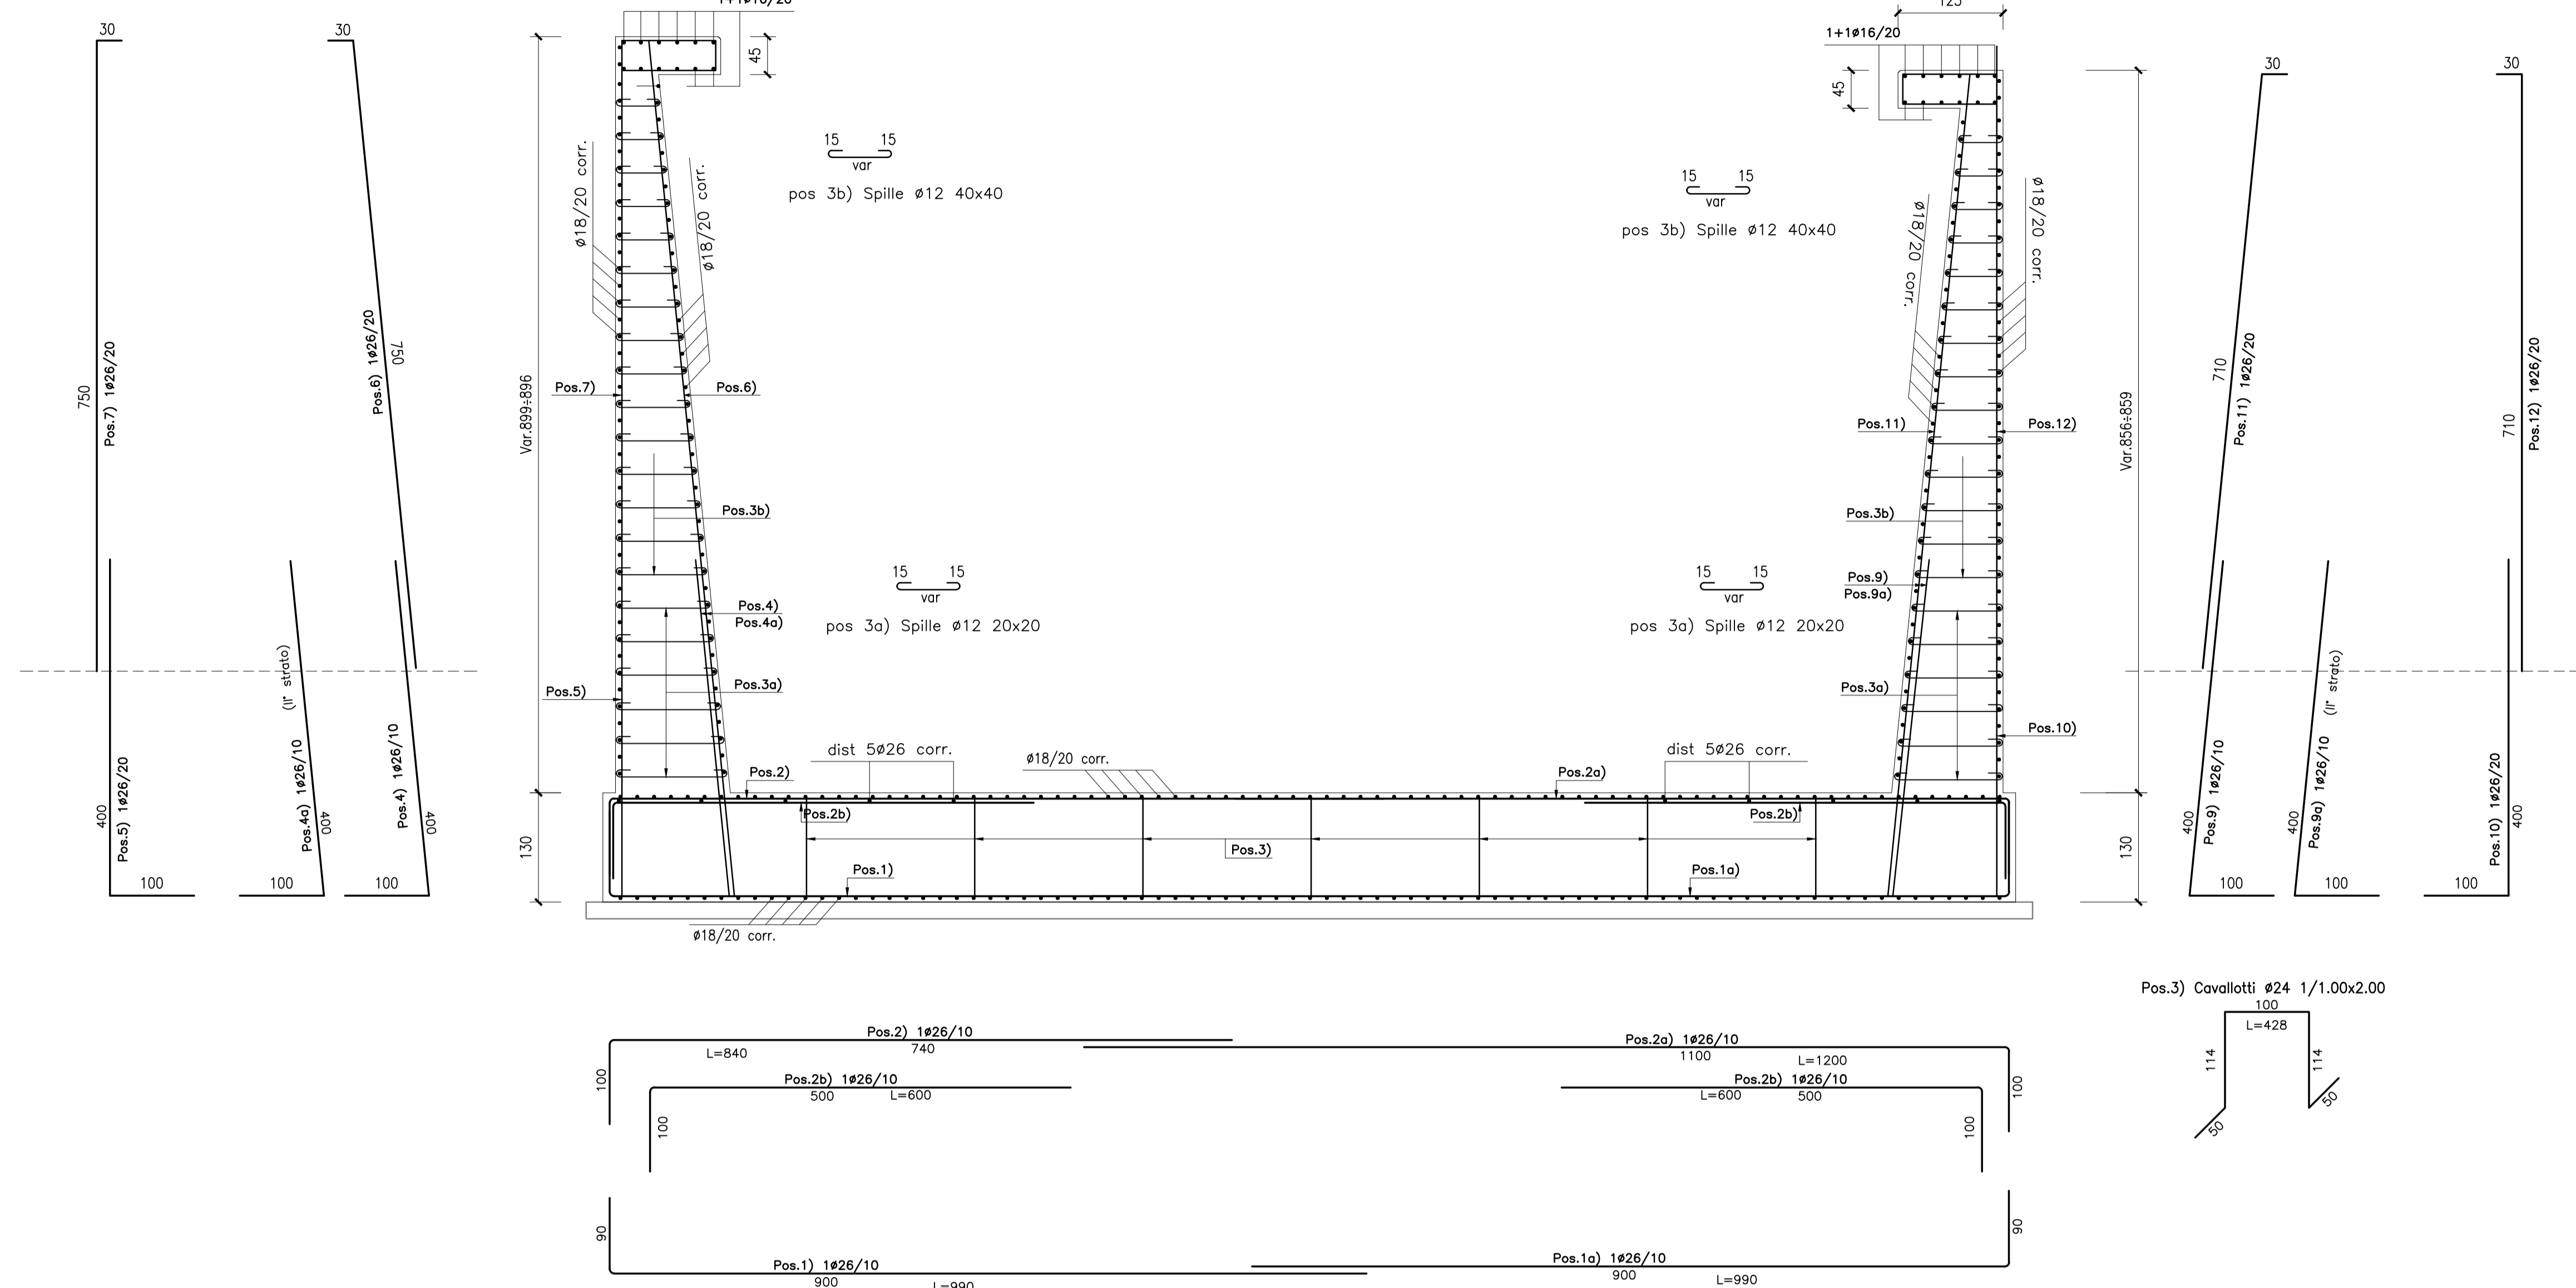 1+1ø16/20
125
30
30
45
1+1ø16/20
45
30
30
ø18/20 corr.
ø18/20 corr.
15 15
var
pos 3b) Spille ø12 40x40
15 15
var
pos 3b) Spille ø12 40x40
ø18/20 corr.
ø18/20 corr.
750
Pos.7) 1ø26/20
Pos.6) 1ø26/20
750
Var.899÷896
Pos.7)
Pos.6)
Pos.11)
Pos.12)
Var.856÷859
710
Pos.11) 1ø26/20
710
Pos.12) 1ø26/20
Pos.3b)
Pos.3b)
15 15
var
pos 3a) Spille ø12 20x20
15 15
var
pos 3a) Spille ø12 20x20
Pos.4)
Pos.4a)
Pos.9)
Pos.9a)
Pos.5)
Pos.3a)
Pos.3a)
Pos.10)
400
Pos.5) 1ø26/20
100
(II° strato)
Pos.4a) 1ø26/10
400
100
Pos.4) 1ø26/10
400
100
130
dist 5ø26 corr.
ø18/20 corr.
dist 5ø26 corr.
Pos.2)
Pos.2a)
Pos.2b)
Pos.2b)
Pos.3)
Pos.1)
Pos.1a)
ø18/20 corr.
130
400
Pos.9) 1ø26/10
100
400
Pos.9a) 1ø26/10
(II° strato)
100
Pos.10) 1ø26/20
400
100
Pos.3) Cavallotti ø24 1/1.00x2.00
100
L=428
114
114
50
50
Pos.2) 1ø26/10
L=840
740
100
Pos.2a) 1ø26/10
1100
L=1200
100
Pos.2b) 1ø26/10
500
L=600
100
Pos.2b) 1ø26/10
L=600
500
100
90
Pos.1) 1ø26/10
900
L=990
Pos.1a) 1ø26/10
900
L=990
90